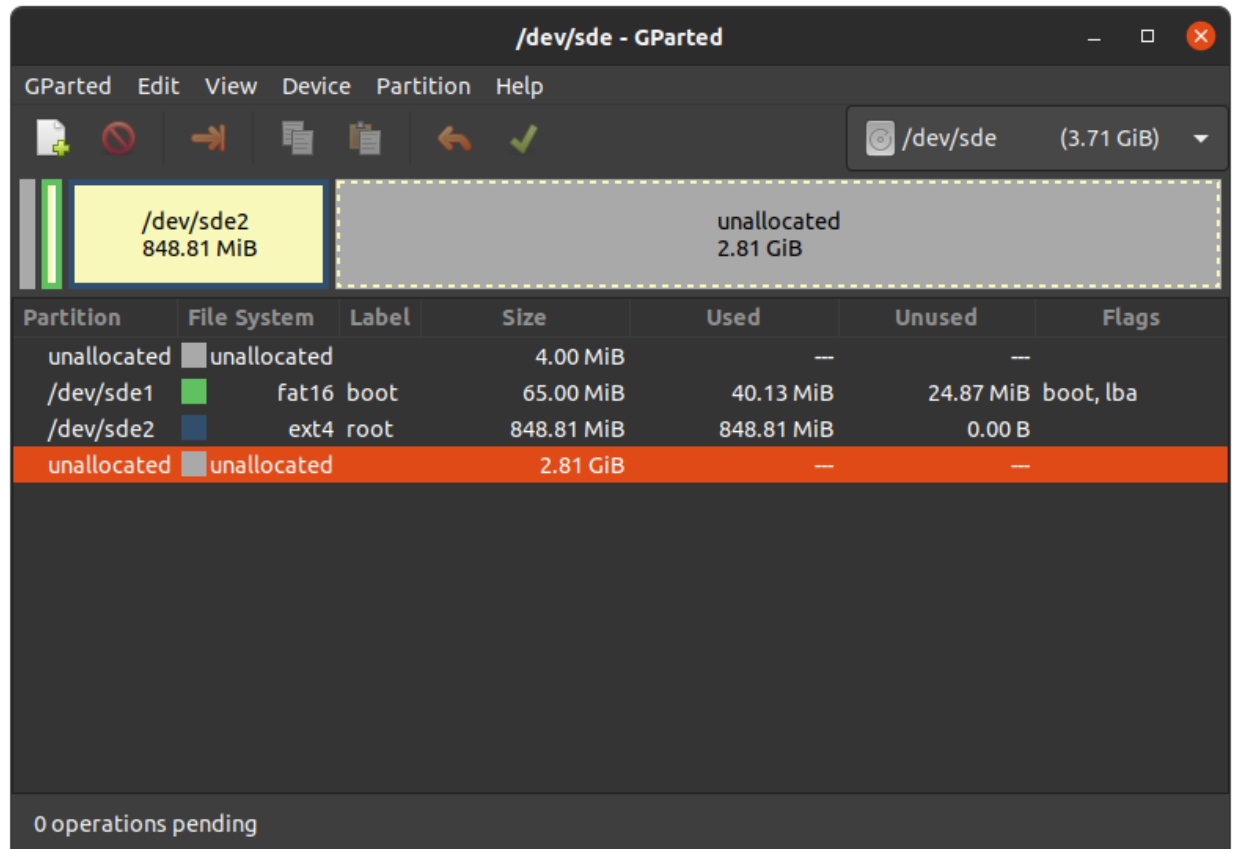 /dev/sde - GParted
GParted Edit View Device Partition Help
/dev/sde (3.71 GiB)
/dev/sde2
848.81 MiB
unallocated
2.81 GiB
Partition File System Label Size Used Unused Flags
unallocated unallocated 4.00 MiB --- ---
/dev/sde1 fat16 boot 65.00 MiB 40.13 MiB 24.87 MiB boot, lba
/dev/sde2 ext4 root 848.81 MiB 848.81 MiB 0.00 B
unallocated unallocated 2.81 GiB --- ---
0 operations pending